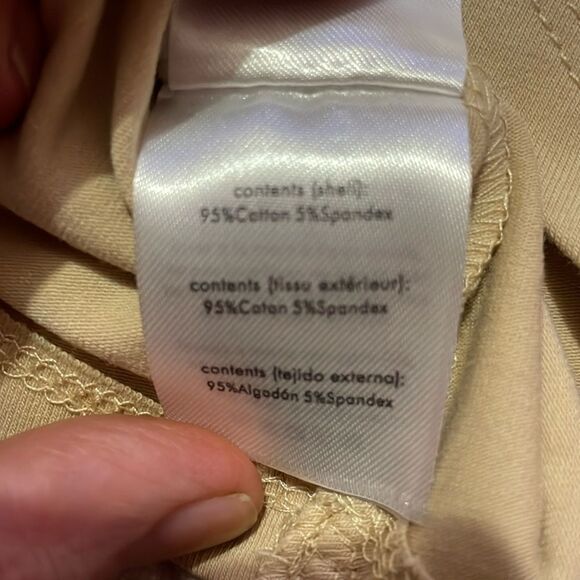 contents (shell):
95%Cotton 5%Spandex
contents (tissu extérieur):
95%Coton 5%Spandex
contents (tejido externo):
95%Algodón 5%Spandex